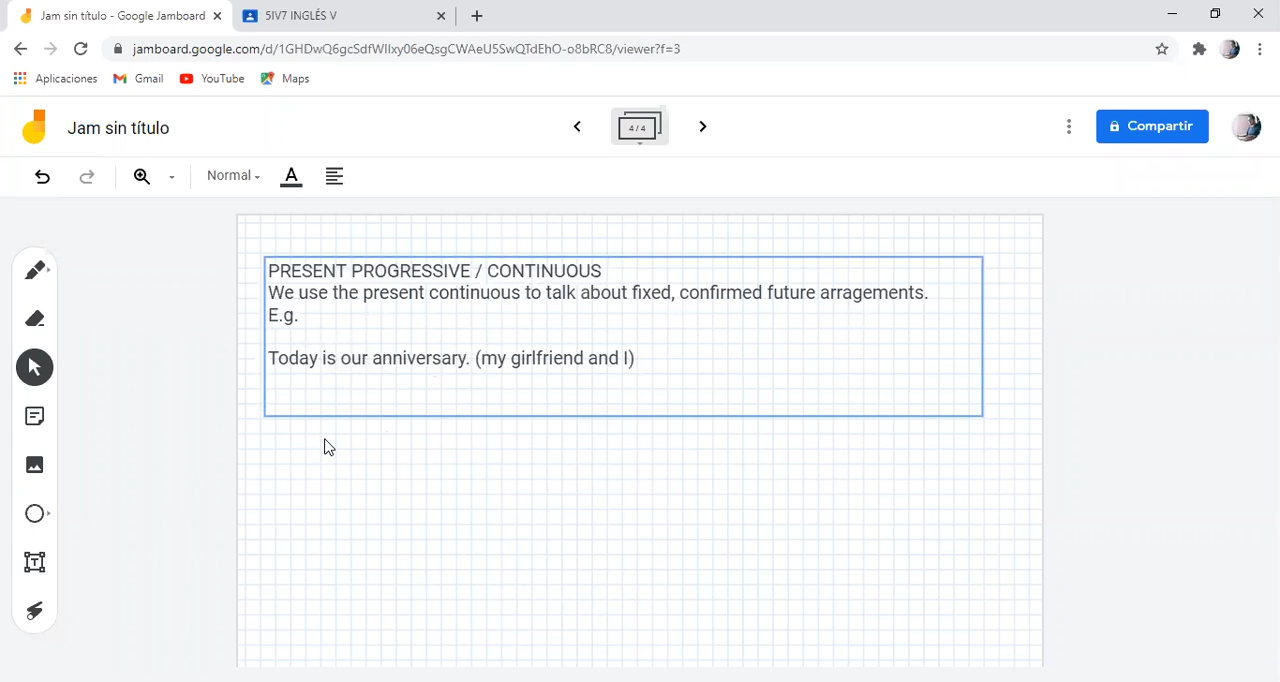 Jam sin título - Google Jamboard
5IV7 INGLÉS V
jamboard.google.com/d/1GHDwQ6gcSdfWIlxy06eQsgCWAeU5SwQTdEhO-o8bRC8/viewer?f=3
Aplicaciones
Gmail
YouTube
Maps
Jam sin título
4 / 4
Compartir
Normal
PRESENT PROGRESSIVE / CONTINUOUS
We use the present continuous to talk about fixed, confirmed future arragements.
E.g.
Today is our anniversary. (my girlfriend and I)